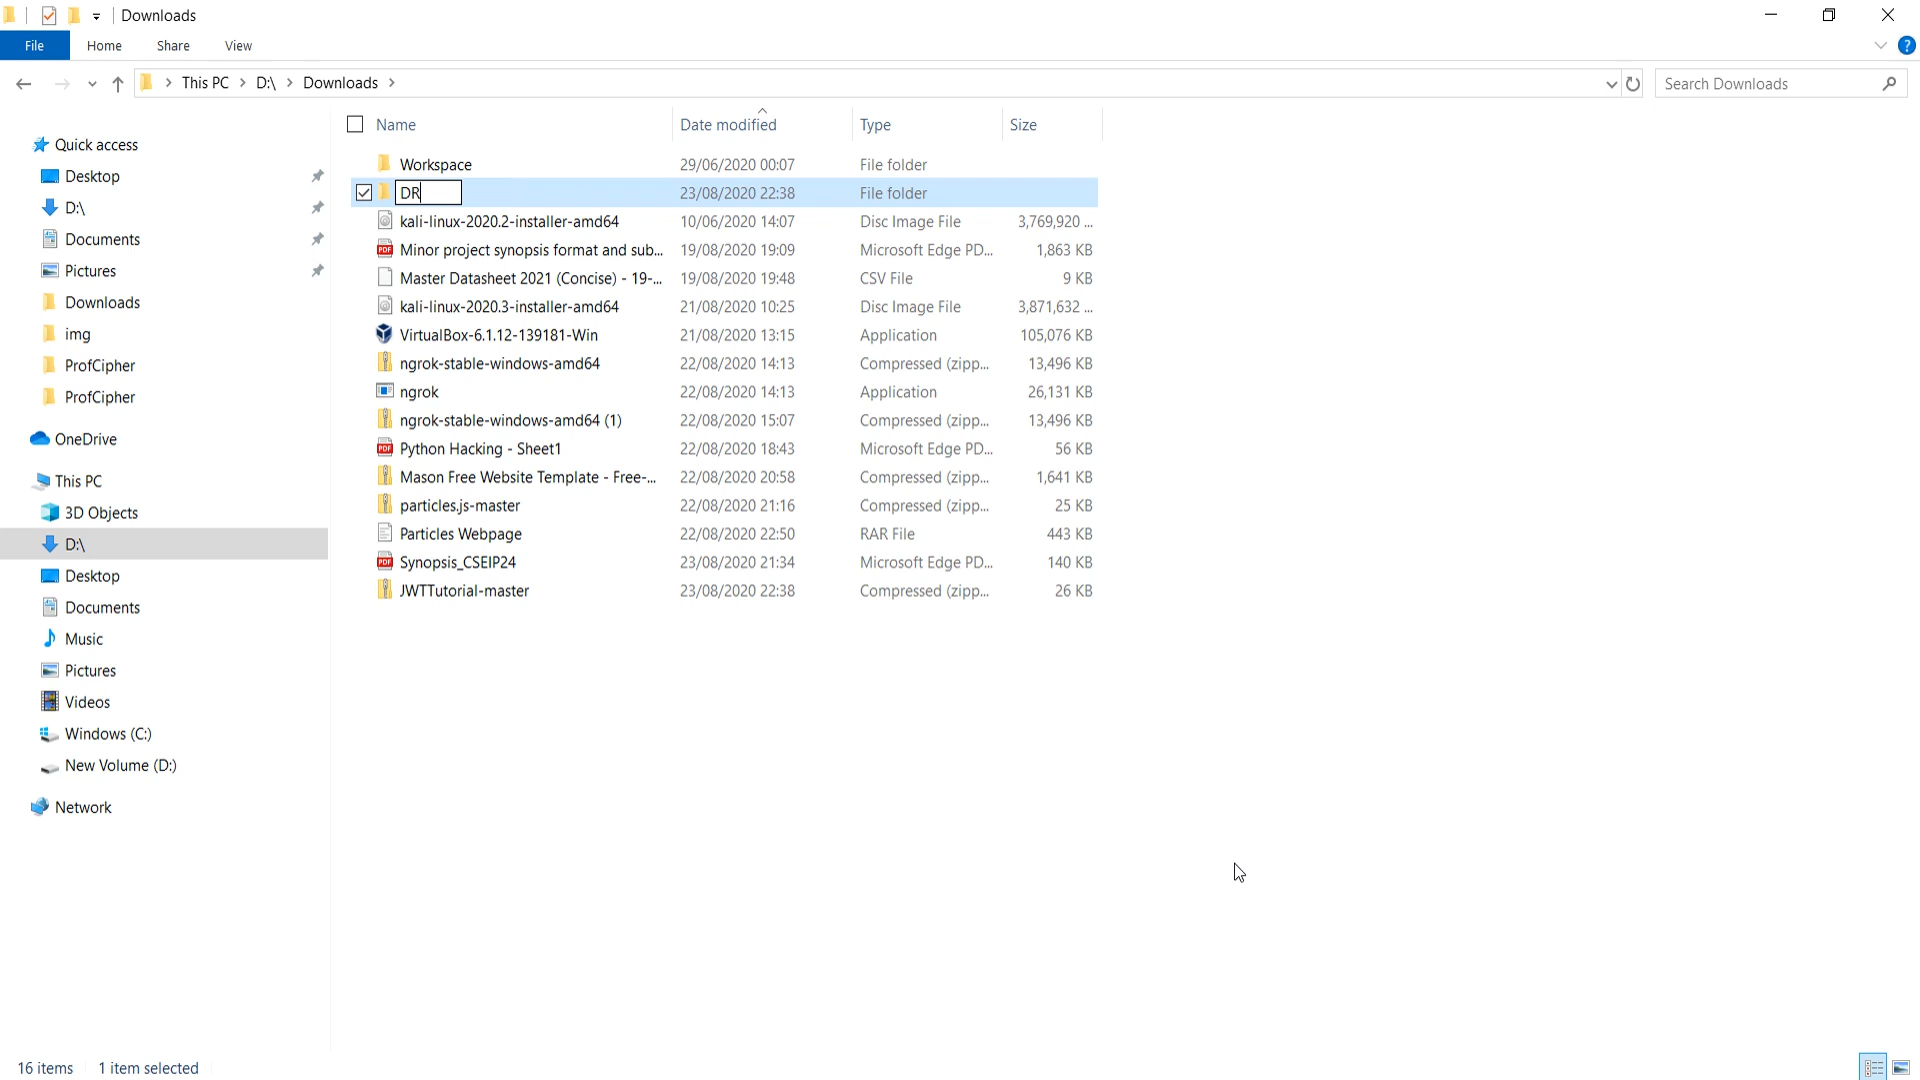 Downloads
File Home Share View
This PC D:\ Downloads Search Downloads
Name Date modified Type Size
Quick access
Desktop
D:\
Documents
Pictures
Downloads
img
ProfCipher
ProfCipher
OneDrive
This PC
3D Objects
D:\
Desktop
Documents
Music
Pictures
Videos
Windows (C:)
New Volume (D:)
Network
Workspace 29/06/2020 00:07 File folder
DR 23/08/2020 22:38 File folder
kali-linux-2020.2-installer-amd64 10/06/2020 14:07 Disc Image File 3,769,920 ...
Minor project synopsis format and sub... 19/08/2020 19:09 Microsoft Edge PD... 1,863 KB
Master Datasheet 2021 (Concise) - 19-... 19/08/2020 19:48 CSV File 9 KB
kali-linux-2020.3-installer-amd64 21/08/2020 10:25 Disc Image File 3,871,632 ...
VirtualBox-6.1.12-139181-Win 21/08/2020 13:15 Application 105,076 KB
ngrok-stable-windows-amd64 22/08/2020 14:13 Compressed (zipp... 13,496 KB
ngrok 22/08/2020 14:13 Application 26,131 KB
ngrok-stable-windows-amd64 (1) 22/08/2020 15:07 Compressed (zipp... 13,496 KB
Python Hacking - Sheet1 22/08/2020 18:43 Microsoft Edge PD... 56 KB
Mason Free Website Template - Free-... 22/08/2020 20:58 Compressed (zipp... 1,641 KB
particles.js-master 22/08/2020 21:16 Compressed (zipp... 25 KB
Particles Webpage 22/08/2020 22:50 RAR File 443 KB
Synopsis_CSEIP24 23/08/2020 21:34 Microsoft Edge PD... 140 KB
JWTTutorial-master 23/08/2020 22:38 Compressed (zipp... 26 KB
16 items 1 item selected